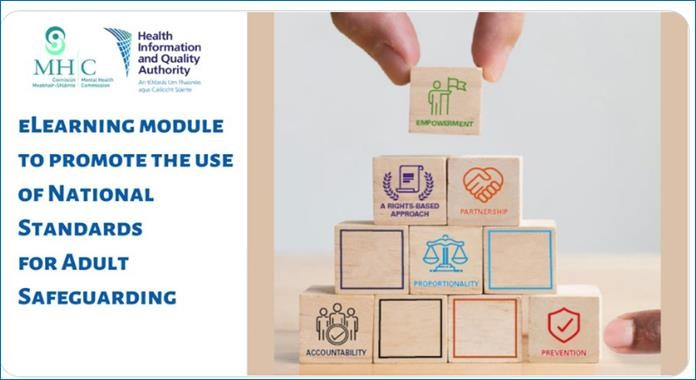 MHC
Coimisiún
Meabhair-Shláinte
Mental Health
Commission
Health
Information
and Quality
Authority
An tÚdarás Um Fhaisnéis
agus Cáilíocht Sláinte
eLearning module
to promote the use
of National
Standards
for Adult
Safeguarding
EMPOWERMENT
A RIGHTS-BASED
APPROACH
PARTNERSHIP
PROPORTIONALITY
ACCOUNTABILITY
PREVENTION